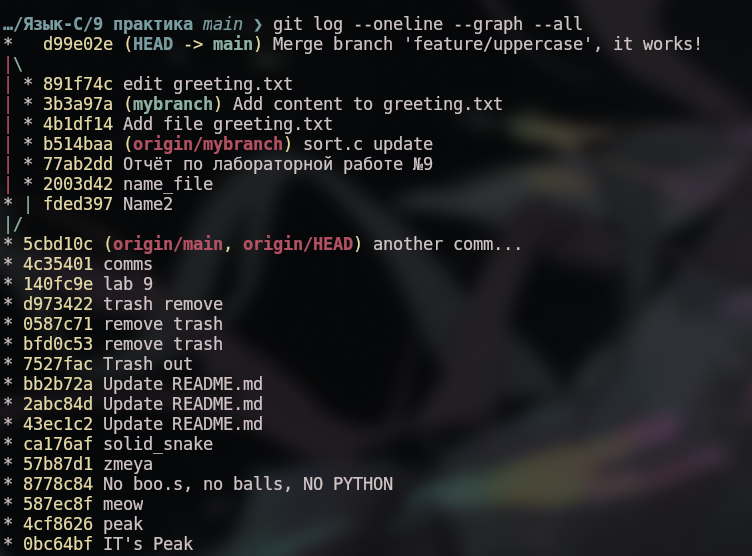 …/Язык-C/9 практика main ❯ git log --oneline --graph --all
*   d99e02e (HEAD -> main) Merge branch 'feature/uppercase', it works!
|\
| * 891f74c edit greeting.txt
| * 3b3a97a (mybranch) Add content ta greeting.txt
| * 4b1df14 Add file greeting.txt
| * b514baa (origin/mybranch) sort.c update
| * 77ab2dd Отчёт по лабораторной работе №9
| * 2003d42 name_file
* | fded397 Name2
|/
* 5cbd10c (origin/main, origin/HEAD) another comm...
* 4c35401 comms
* 140fc9e lab 9
* d973422 trash remove
* 0587c71 remove trash
* bfd0c53 remove trash
* 7527fac Trash out
* bb2b72a Update README.md
* 2abc84d Update README.md
* 43ec1c2 Update README.md
* ca176af solid_snake
* 57b87d1 zmeya
* 8778c84 No boo.s, no balls, NO PYTHON
* 587ec8f meow
* 4cf8626 peak
* 0bc64bf IT's Peak